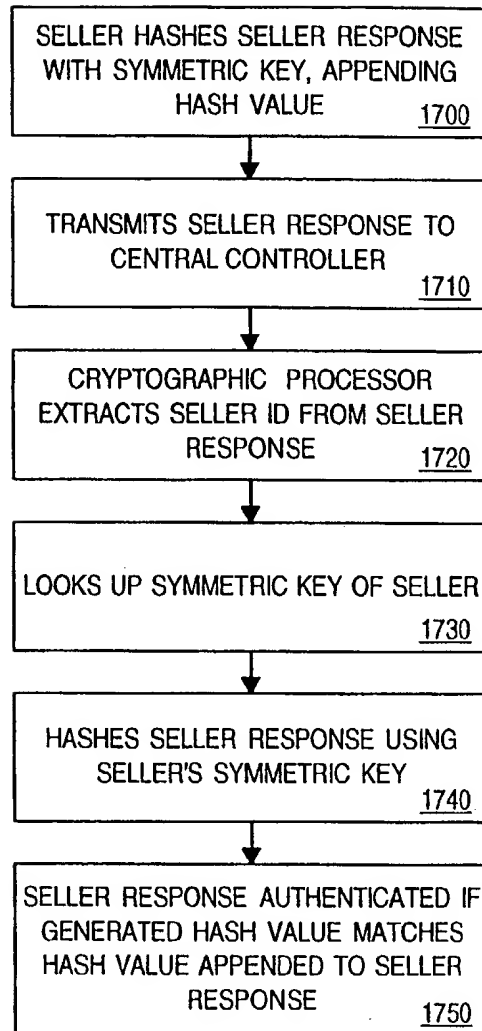 SELLER HASHES SELLER RESPONSE
WITH SYMMETRIC KEY, APPENDING
HASH VALUE
1700
TRANSMITS SELLER RESPONSE TO
CENTRAL CONTROLLER
1710
CRYPTOGRAPHIC PROCESSOR
EXTRACTS SELLER ID FROM SELLER
RESPONSE
1720
LOOKS UP SYMMETRIC KEY OF SELLER
1730
HASHES SELLER RESPONSE USING
SELLER'S SYMMETRIC KEY
1740
SELLER RESPONSE AUTHENTICATED IF
GENERATED HASH VALUE MATCHES
HASH VALUE APPENDED TO SELLER
RESPONSE
1750